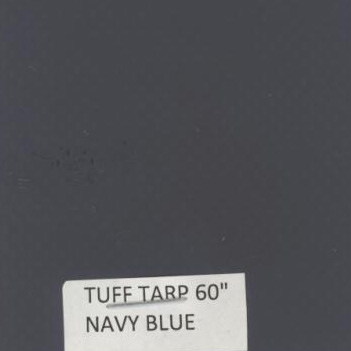 TUFF TARP 60"
NAVY BLUE